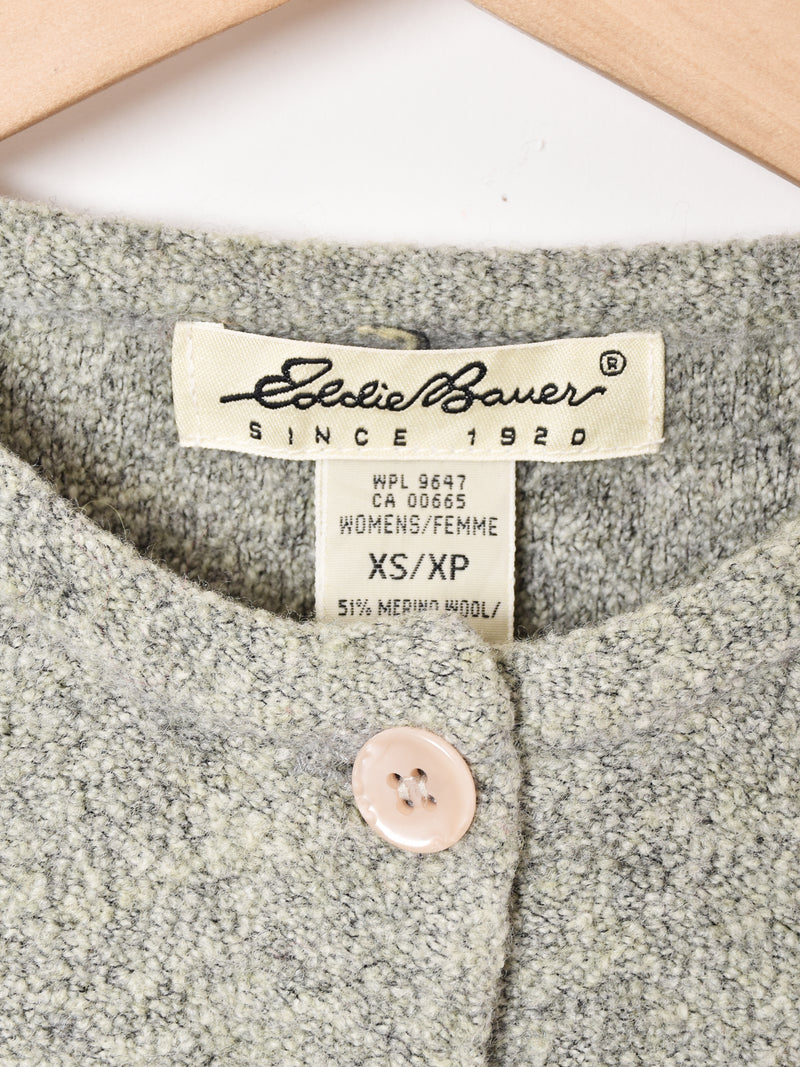 Eddie Bauer®
SINCE 1920
WPL 9647
CA 00665
WOMENS/FEMME
XS/XP
51% MERINO WOOL/